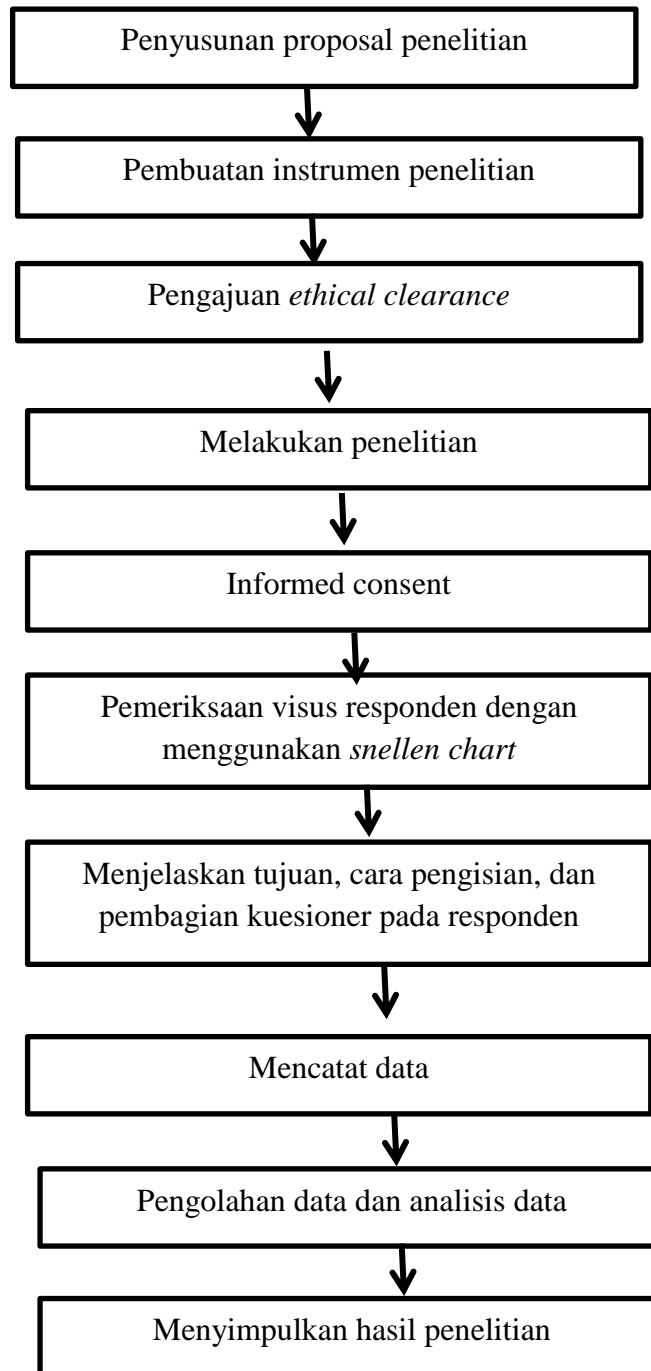 Penyusunan proposal penelitian
Pembuatan instrumen penelitian
Pengajuan ethical clearance
Melakukan penelitian
Informed consent
Pemeriksaan visus responden dengan
menggunakan snellen chart
Menjelaskan tujuan, cara pengisian, dan
pembagian kuesioner pada responden
Mencatat data
Pengolahan data dan analisis data
Menyimpulkan hasil penelitian